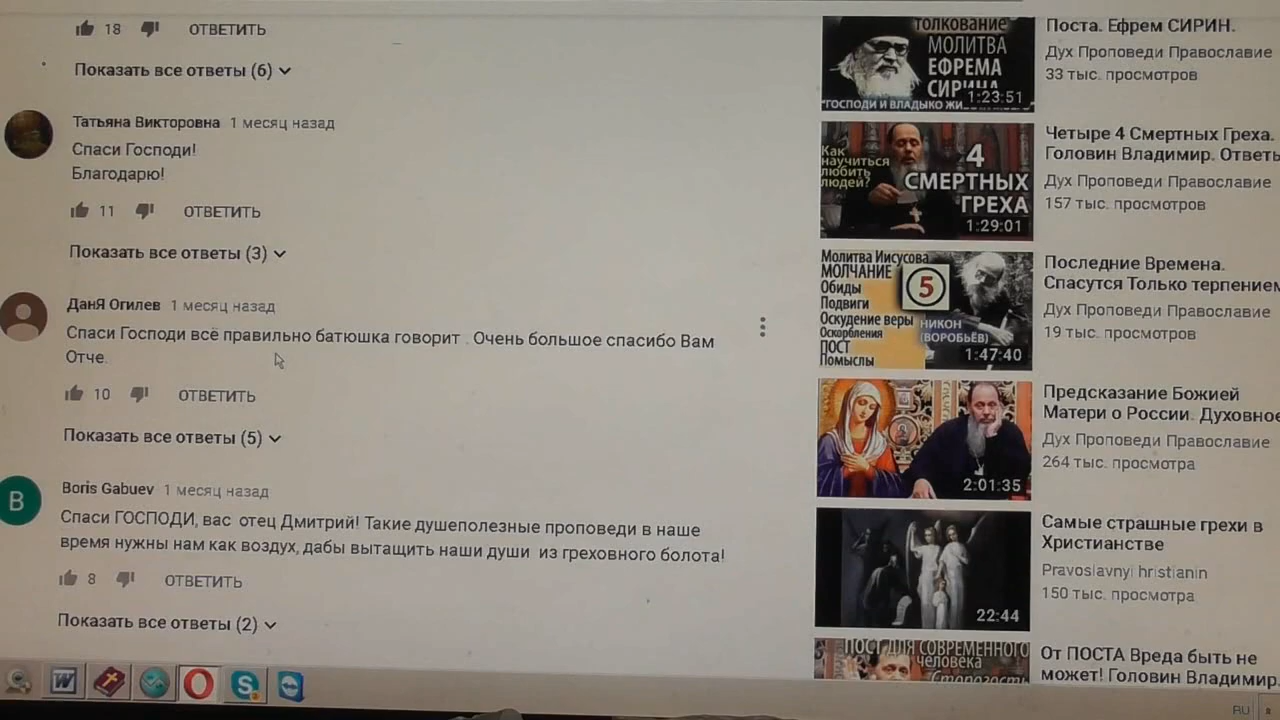 18 ОТВЕТИТЬ
Показать все ответы (6)
Татьяна Викторовна 1 месяц назад
Спаси Господи!
Благодарю!
11 ОТВЕТИТЬ
Показать все ответы (3)
ДанЯ Огилев 1 месяц назад
Спаси Господи всё правильно батюшка говорит . Очень большое спасибо Вам
Отче.
10 ОТВЕТИТЬ
Показать все ответы (5)
B
Boris Gabuev 1 месяц назад
Спаси ГОСПОДИ, вас отец Дмитрий! Такие душеполезные проповеди в наше
время нужны нам как воздух, дабы вытащить наши души из греховного болота!
8 ОТВЕТИТЬ
Показать все ответы (2)
толкование
МОЛИТВА
ЕФРЕМА
СИРИНА
"ГОСПОДИ И ВЛАДЫКО
1:23:51
Поста. Ефрем СИРИН.
Дух Проповеди Православие
33 тыс. просмотров
Как
научиться
любить
людей?
4
СМЕРТНЫХ
ГРЕХА
1:29:01
Четыре 4 Смертных Греха.
Головин Владимир. Ответы
Дух Проповеди Православие
157 тыс. просмотров
Молитва Иисусова
МОЛЧАНИЕ
Обиды
Подвиги
Оскудение веры
Оскорбления
ПОСТ
Помыслы
5
НИКОН
(ВОРОБЬЁВ)
1:47:40
Последние Времена.
Спасутся Только терпением
Дух Проповеди Православие
19 тыс. просмотров
2:01:35
Предсказание Божией
Матери о России. Духовное
Дух Проповеди Православие
264 тыс. просмотра
22:44
Самые страшные грехи в
Христианстве
Pravoslavnyi hristianin
150 тыс. просмотра
ПОСТ ДЛЯ СОВРЕМЕННОГО
человека
От ПОСТА Вреда быть не
может! Головин Владимир.
W
S
RU